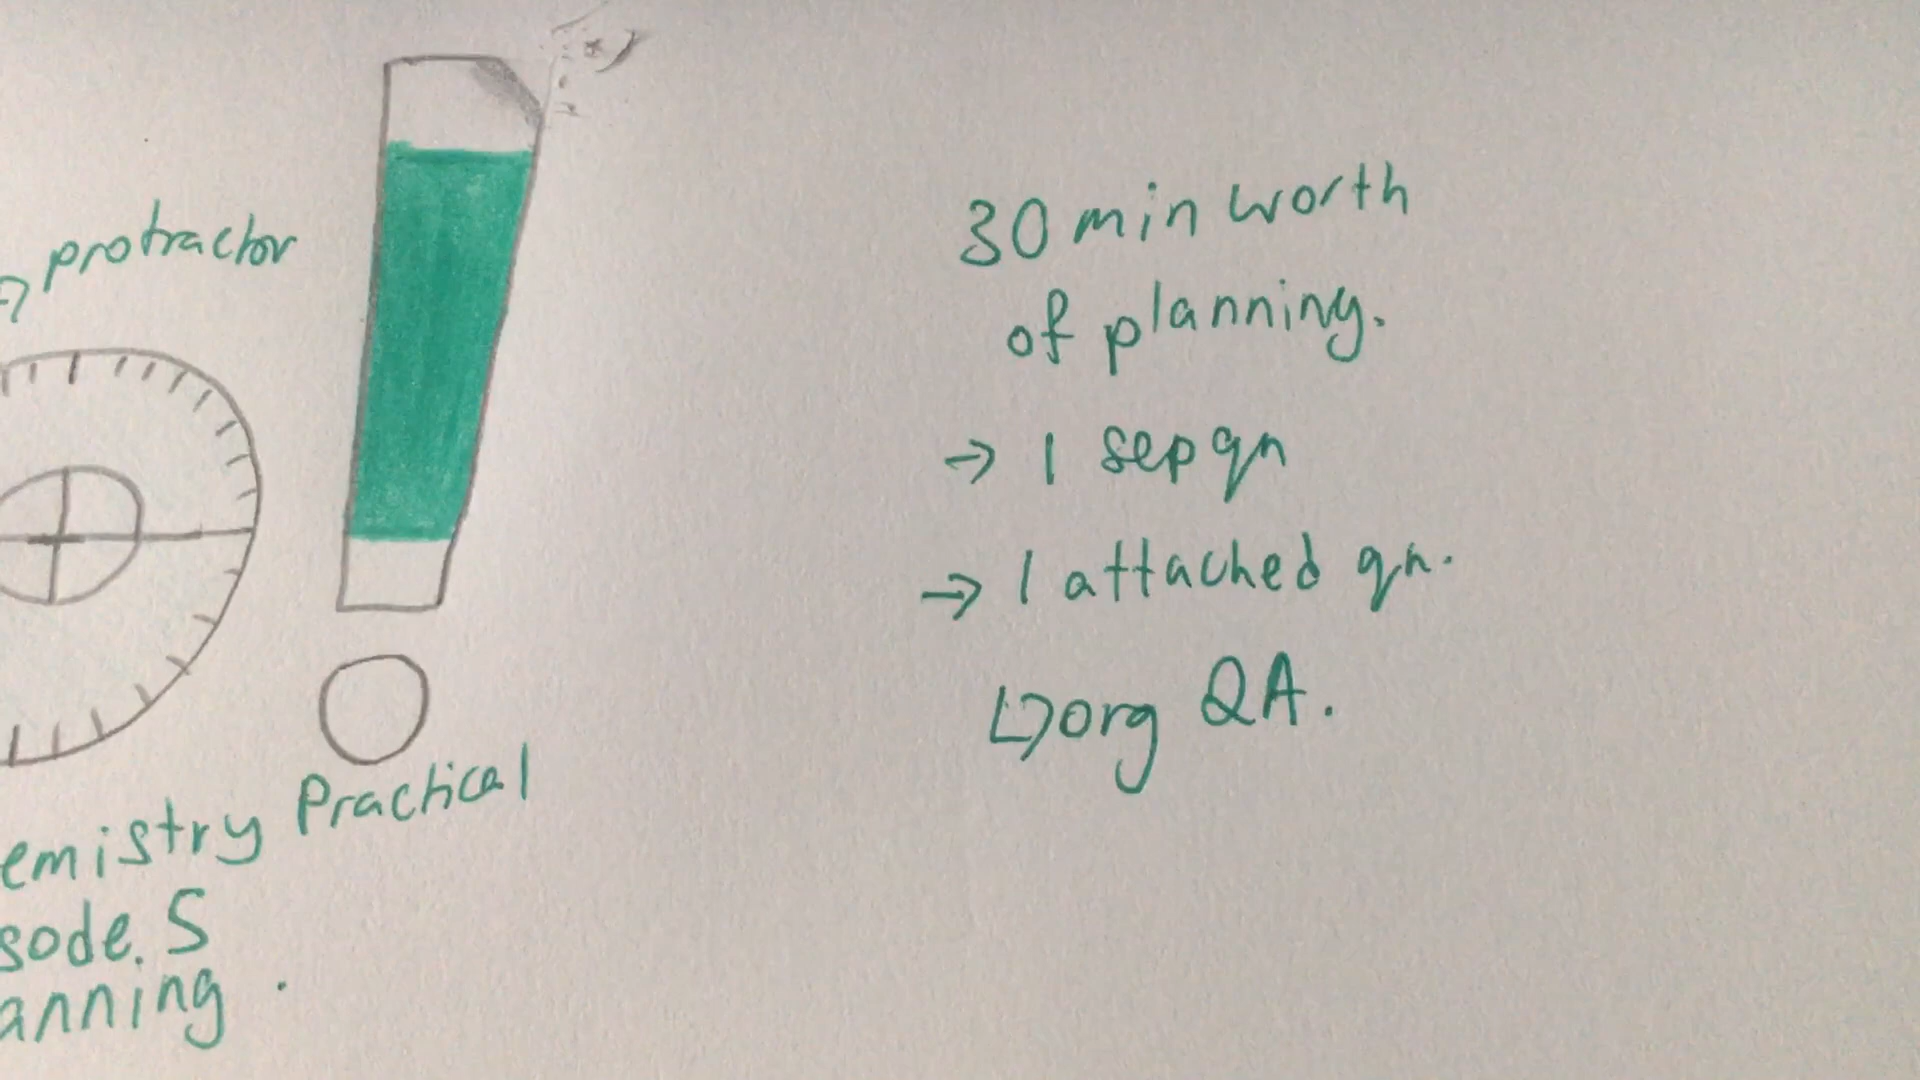 protractor
emistry Practical
sode. 5
anning.
30 min worth
of planning.
→ 1 sep qn
→ 1 attached qn.
↳ org QA.